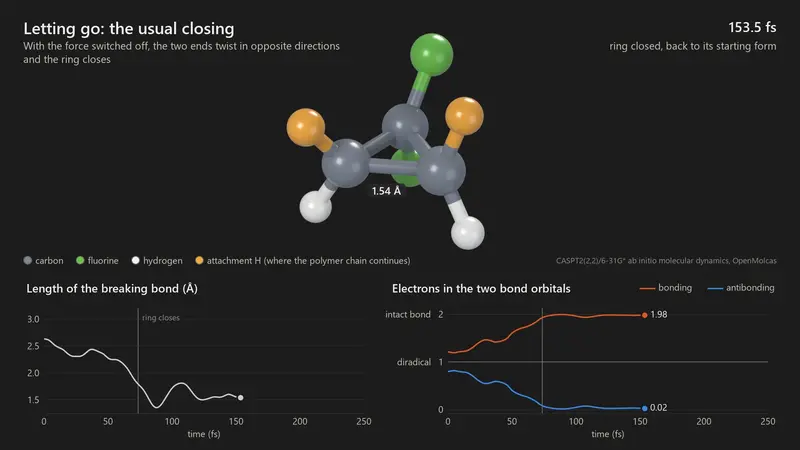 Letting go: the usual closing
With the force switched off, the two ends twist in opposite directions
and the ring closes
153.5 fs
ring closed, back to its starting form
1.54 Å
carbon
fluorine
hydrogen
attachment H (where the polymer chain continues)
CASPT2(2,2)/6-31G* ab initio molecular dynamics, OpenMolcas
Length of the breaking bond (Å)
ring closes
3.0
2.5
2.0
1.5
0 50 100 150 200 250
time (fs)
Electrons in the two bond orbitals
bonding
antibonding
intact bond 2
diradical 1
0
1.98
0.02
0 50 100 150 200 250
time (fs)